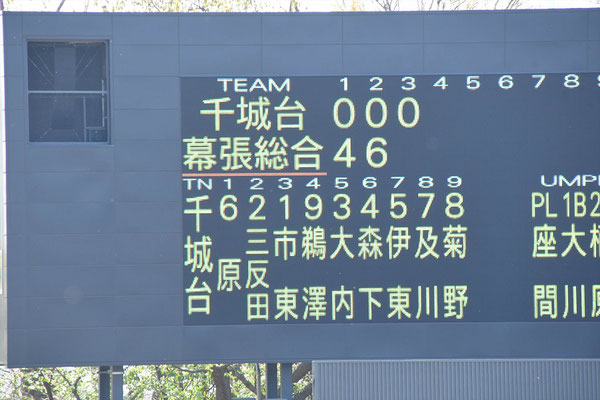 TEAM 1 2 3 4 5 6 7 8
千城台 0 0 0
幕張総合 4 6
TN 1 2 3 4 5 6 7 8 9 UMP
千城台 6 2 1 9 3 4 5 7 8 PL 1B 2
原 三反田 市東 鵜澤 大内 森下 伊東 及川 菊野 座間 大川